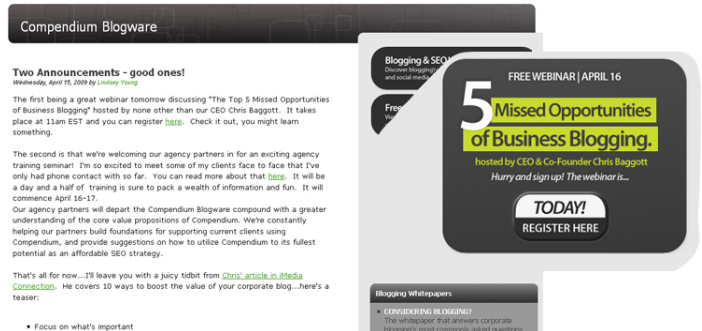 Compendium Blogware
Two Announcements - good ones!
Wednesday, April 15, 2009 by Lindsey Young
The first being a great webinar tomorrow discussing "The Top 5 Missed Opportunities
of Business Blogging" hosted by none other than our CEO Chris Baggott.  It takes
place at 11am EST and you can register here.  Check it out, you might learn
something.
The second is that we're welcoming our agency partners in for an exciting agency
training seminar!  I'm so excited to meet some of my clients face to face that I've
only had phone contact with so far.  You can read more about that here.  It will be
a day and a half of  training is sure to pack a wealth of information and fun.  It will
commence April 16-17.
Our agency partners will depart the Compendium Blogware compound with a greater
understanding of the core value propositions of Compendium. We're constantly
helping our partners build foundations for supporting current clients using
Compendium, and provide suggestions on how to utilize Compendium to its fullest
potential as an affordable SEO strategy.
That's all for now...I'll leave you with a juicy tidbit from Chris' article in iMedia
Connection.  He covers 10 ways to boost the value of your corporate blog...here's a
teaser:
• Focus on what's important
Blogging & SEO
Discover blogging's
and social media.
Free
FREE WEBINAR | APRIL 16
5 Missed Opportunities
of Business Blogging.
hosted by CEO & Co-Founder Chris Baggott
Hurry and sign up! The webinar is...
TODAY!
REGISTER HERE
Blogging Whitepapers
• CONSIDERING BLOGGING?
The whitepaper that answers corporate
blogging's most commonly asked questions